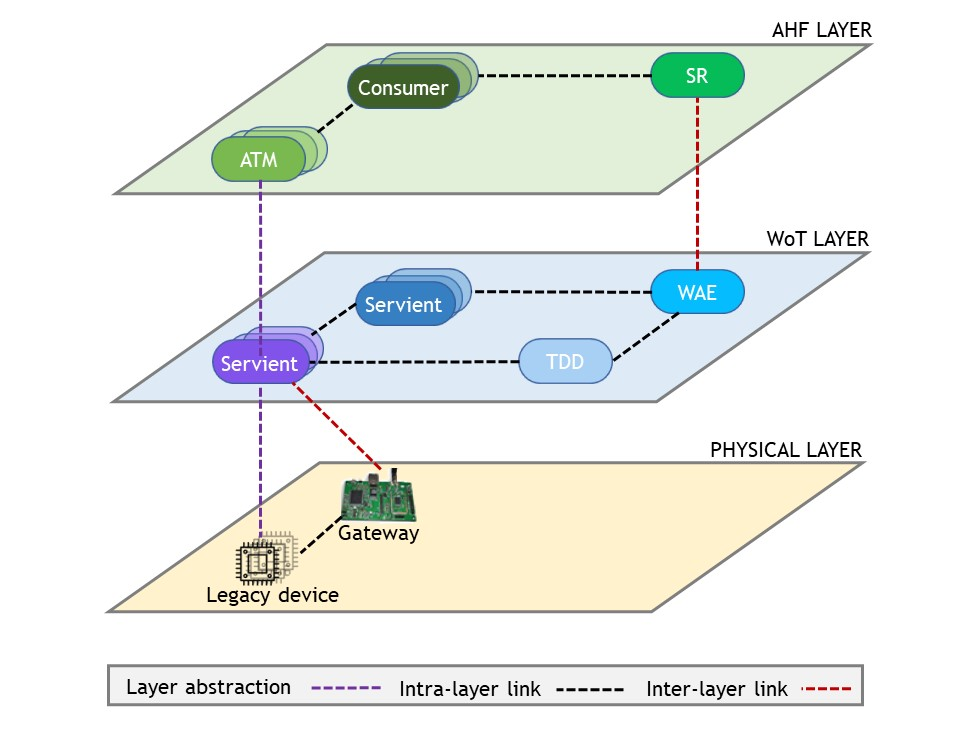 AHF LAYER
Consumer
SR
ATM
WoT LAYER
Servient
WAE
Servient
TDD
PHYSICAL LAYER
Gateway
Legacy device
Layer abstraction
Intra-layer link
Inter-layer link